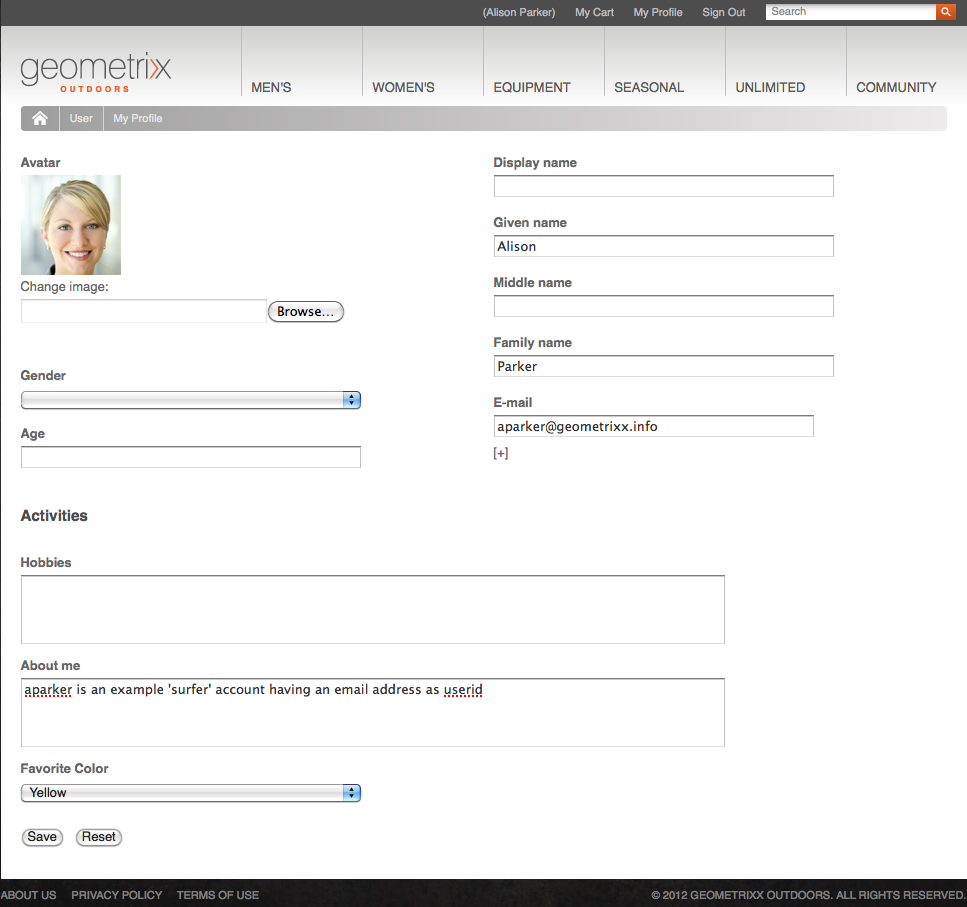 (Alison Parker) My Cart My Profile Sign Out Search
geometrixx
OUTDOORS
MEN'S WOMEN'S EQUIPMENT SEASONAL UNLIMITED COMMUNITY
User My Profile
Avatar
Change image:
Browse...
Gender
Age
Display name
Given name
Alison
Middle name
Family name
Parker
E-mail
aparker@geometrixx.info
[+]
Activities
Hobbies
About me
aparker is an example 'surfer' account having an email address as userid
Favorite Color
Yellow
Save Reset
ABOUT US PRIVACY POLICY TERMS OF USE © 2012 GEOMETRIXX OUTDOORS. ALL RIGHTS RESERVED.